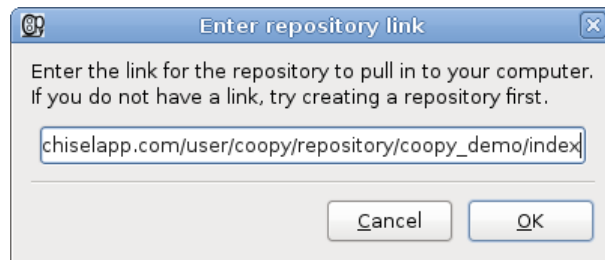 Enter repository link
Enter the link for the repository to pull in to your computer.
If you do not have a link, try creating a repository first.
chiselapp.com/user/coopy/repository/coopy_demo/index
Cancel
OK